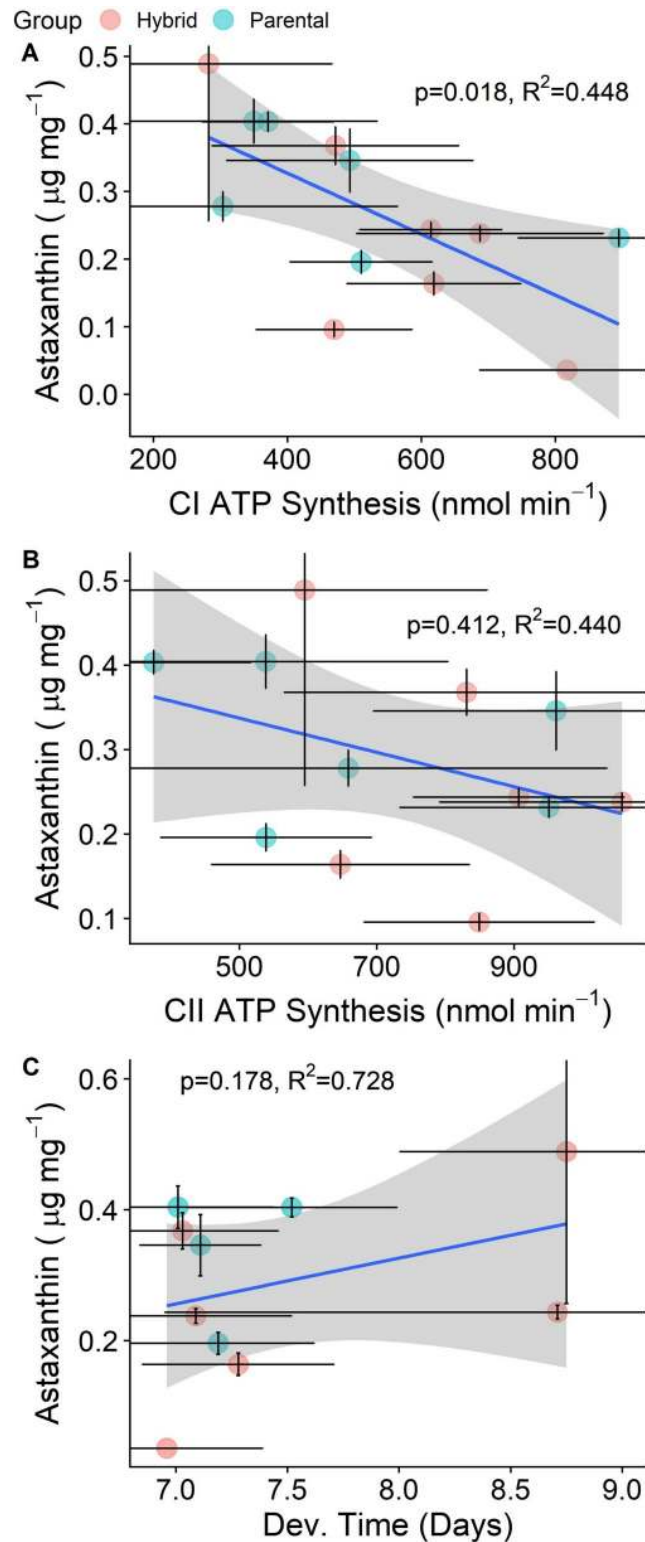 Group Hybrid Parental
A
p=0.018, R²=0.448
0.5
0.4
0.3
0.2
0.1
0.0
Astaxanthin ( μg mg⁻¹)
200 400 600 800
CI ATP Synthesis (nmol min⁻¹)
B
p=0.412, R²=0.440
0.5
0.4
0.3
0.2
0.1
Astaxanthin ( μg mg⁻¹)
500 700 900
CII ATP Synthesis (nmol min⁻¹)
C
p=0.178, R²=0.728
0.6
0.4
0.2
Astaxanthin ( μg mg⁻¹)
7.0 7.5 8.0 8.5 9.0
Dev. Time (Days)